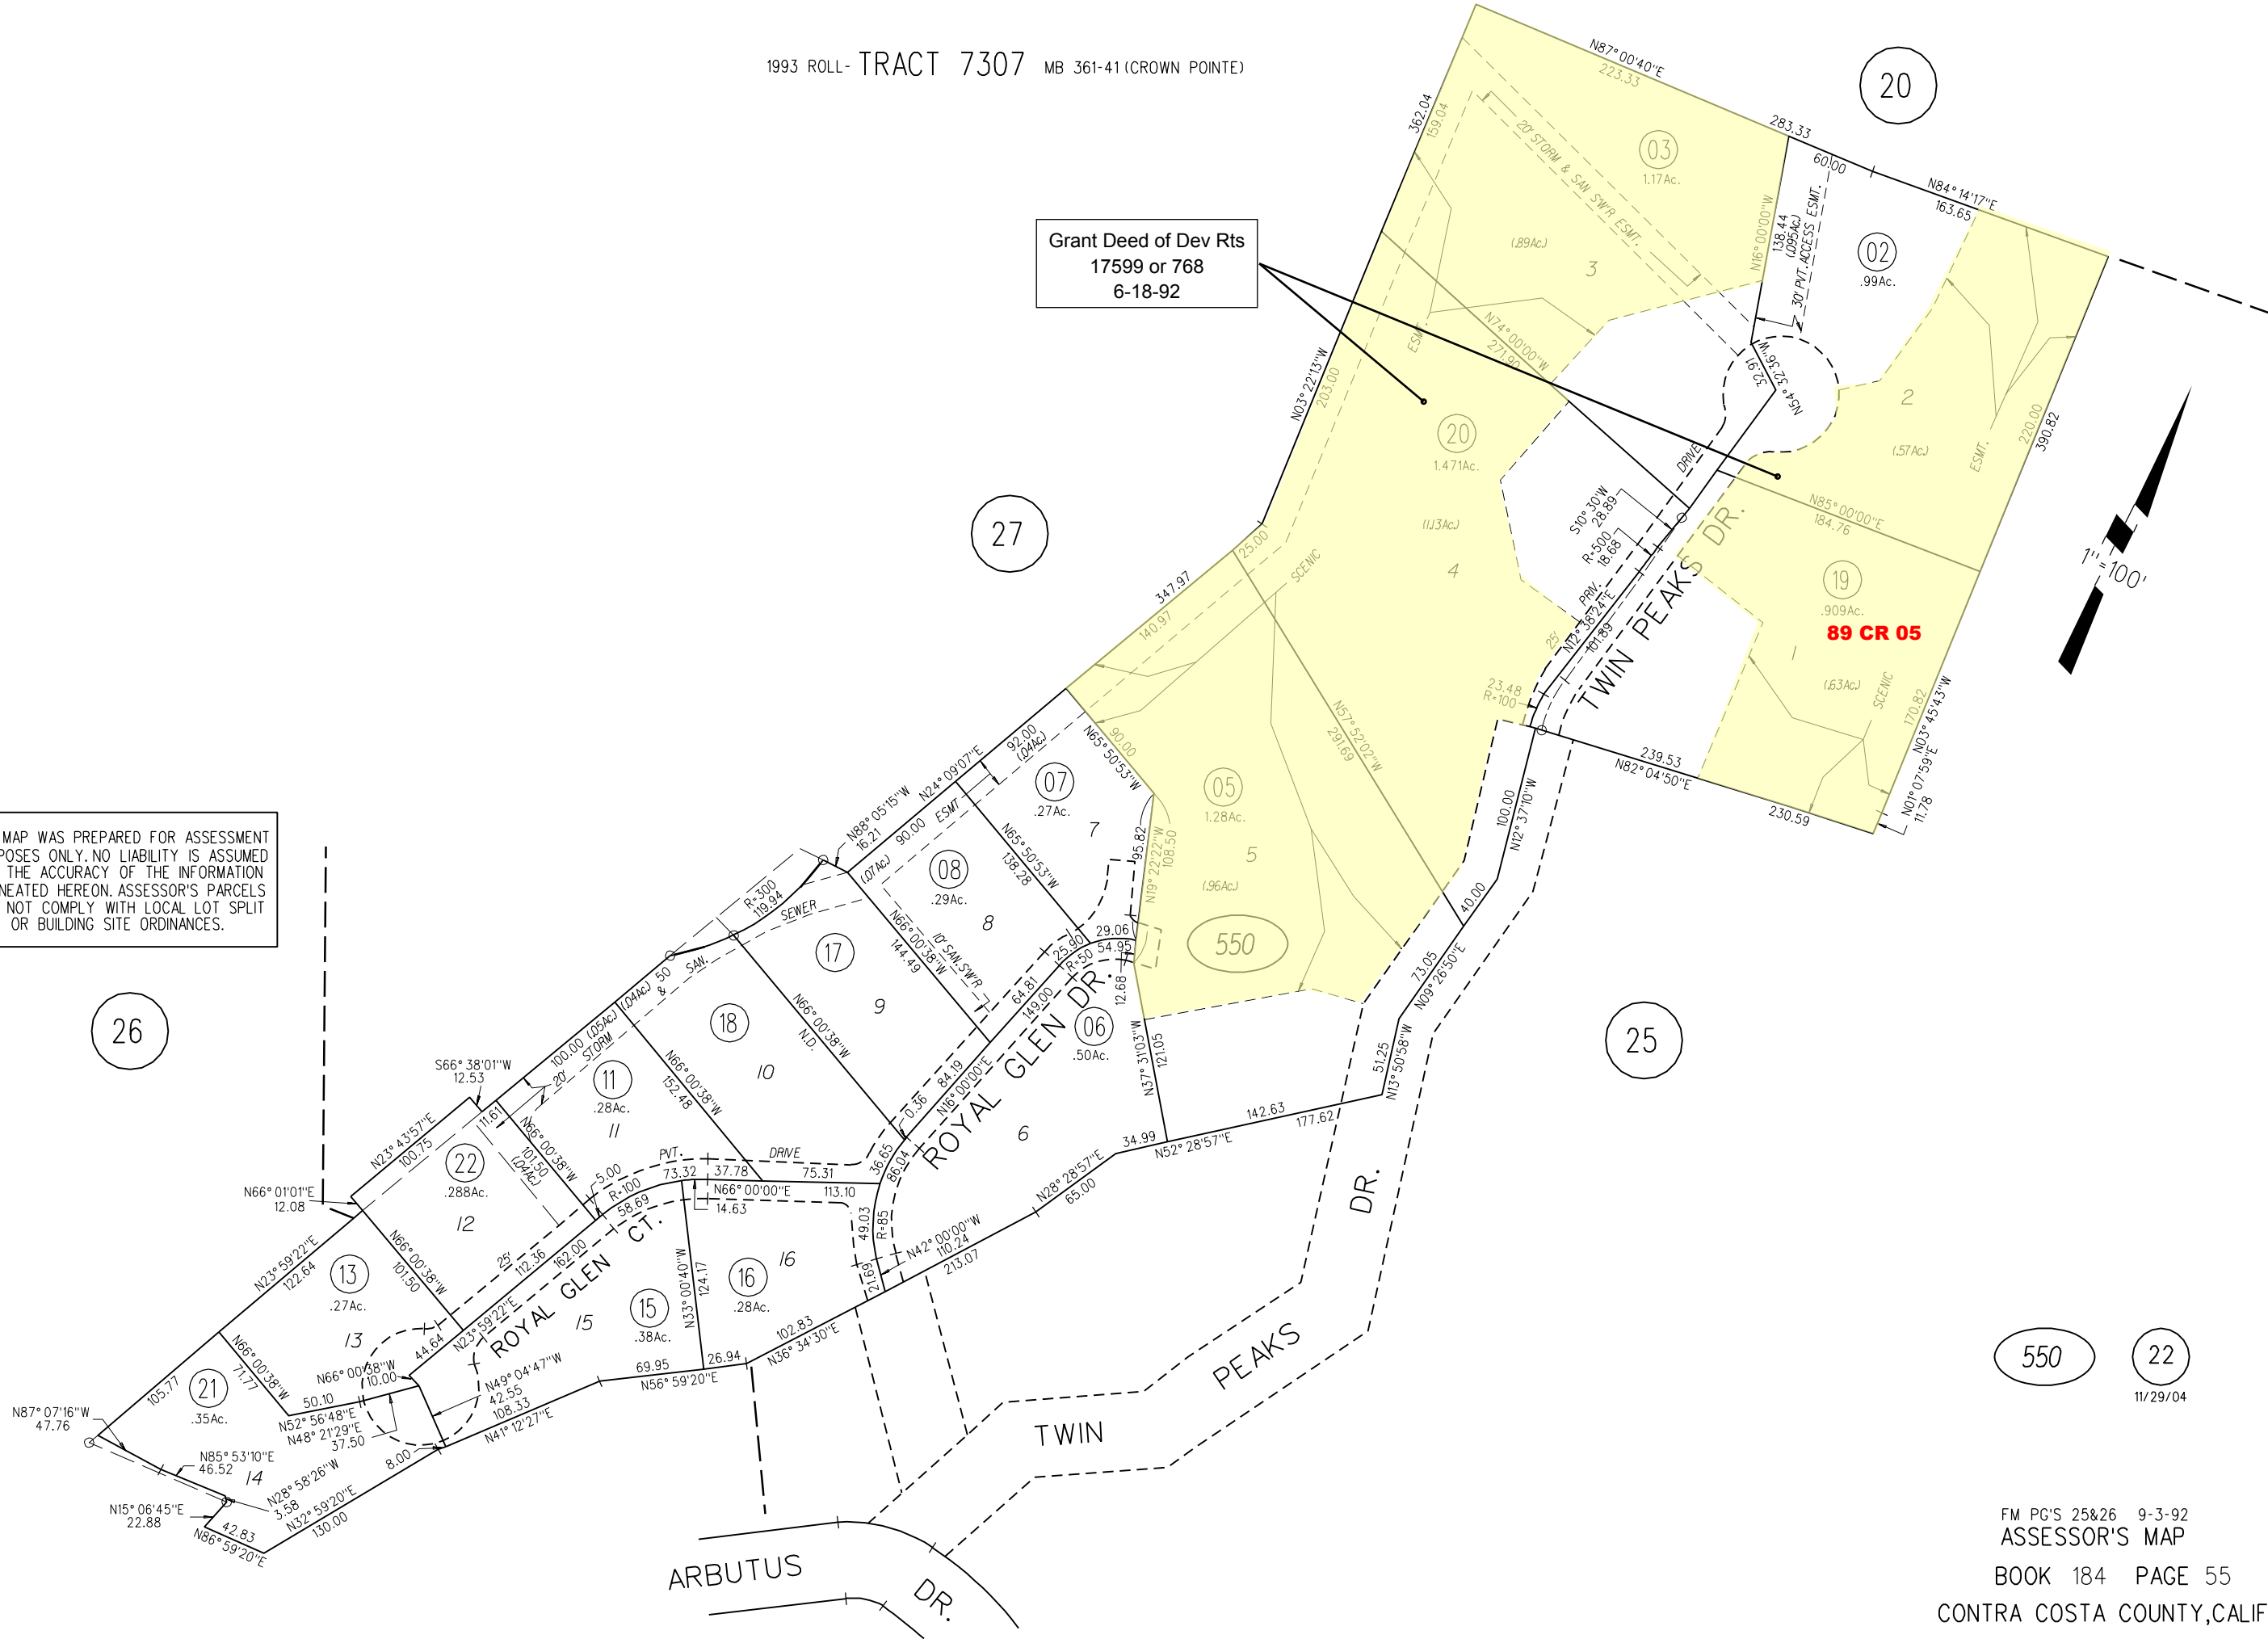 1993 ROLL- TRACT 7307 MB 361-41 (CROWN POINTE)
20
N87°00'40"E
223.33
283.33
60.00
N84°14'17"E
163.65
362.04
159.04
20' STORM & SAN SW'R ESMT.
03
1.17Ac.
(.89Ac.)
3
N16°00'00"W
138.44
(.095Ac.)
30' PVT. ACCESS ESMT.
02
.99Ac.
Grant Deed of Dev Rts
17599 or 768
6-18-92
ESMT.
N74°00'00"W
271.90
32.91
N54°32'36"W
2
(.57Ac.)
ESMT.
220.00
390.82
N03°22'13"W
203.00
20
1.471Ac.
(1.13Ac.)
4
DRIVE
S10°30'W
28.89
R=500
18.68
N85°00'00"E
184.76
TWIN PEAKS DR.
1"=100'
27
25.00
SCENIC
347.97
140.97
PRIV.
25'
N12°38'24"E
101.89
19
.909Ac.
89 CR 05
1
(.63Ac.)
SCENIC
170.82
N03°45'43"W
N01°07'59"E
11.78
23.48
R=100
239.53
N82°04'50"E
230.59
N57°52'02"W
291.69
90.00
N65°50'53"W
92.00
(.04Ac.)
N24°09'07"E
07
.27Ac.
7
05
1.28Ac.
5
(.96Ac.)
550
95.82
N19°22'22"W
108.50
100.00
N12°37'10"W
40.00
73.05
N09°26'50"E
MAP WAS PREPARED FOR ASSESSMENT
POSES ONLY. NO LIABILITY IS ASSUMED
THE ACCURACY OF THE INFORMATION
NEATED HEREON. ASSESSOR'S PARCELS
NOT COMPLY WITH LOCAL LOT SPLIT
OR BUILDING SITE ORDINANCES.
N88°05'15"W
16.21
90.00
ESMT
(.07Ac.)
N65°50'53"W
138.28
08
.29Ac.
8
10' SAN. SW'R
R=300
119.94
SEWER
N66°00'38"W
144.49
17
9
29.06
54.95
25.90
R=50
12.68
64.81
149.00
50
SAN.
&
(.04Ac.)
18
10
N66°00'38"W
N.D.
06
.50Ac.
N37°31'03"W
121.05
26
25
100.00
(.05Ac.)
STORM
20'
S66°38'01"W
12.53
11
.28Ac.
11
N66°00'38"W
152.48
84.19
0.36
N16°00'00"E
ROYAL GLEN DR.
6
51.25
N13°50'58"W
142.63
177.62
34.99
N52°28'57"E
N28°28'57"E
65.00
11.61
N66°00'38"W
101.50
(.04Ac.)
N23°43'57"E
100.75
N66°01'01"E
12.08
22
.288Ac.
12
5.00
R=100
58.69
PVT.
DRIVE
73.32
37.78
75.31
N66°00'00"E
113.10
14.63
36.65
86.04
49.03
R=85
N42°00'00"W
110.24
21.69
213.07
N23°59'22"E
122.64
N66°00'38"W
101.50
25'
112.36
162.00
N23°59'22"E
ROYAL GLEN CT.
13
.27Ac.
13
44.64
N33°00'40"W
124.17
15
15
.38Ac.
16
16
.28Ac.
102.83
N36°34'30"E
DR.
PEAKS
TWIN
69.95
26.94
N56°59'20"E
N66°00'38"W
71.77
N66°00'38"W
10.00
N49°04'47"W
42.55
108.33
N41°12'27"E
105.77
21
.35Ac.
50.10
N52°56'48"E
N48°21'29"E
37.50
N87°07'16"W
47.76
N85°53'10"E
46.52
14
8.00
N28°58'26"W
3.58
N32°59'20"E
130.00
N15°06'45"E
22.88
42.83
N86°59'20"E
ARBUTUS DR.
550
22
11/29/04
FM PG'S 25&26 9-3-92
ASSESSOR'S MAP
BOOK 184 PAGE 55
CONTRA COSTA COUNTY, CALIF